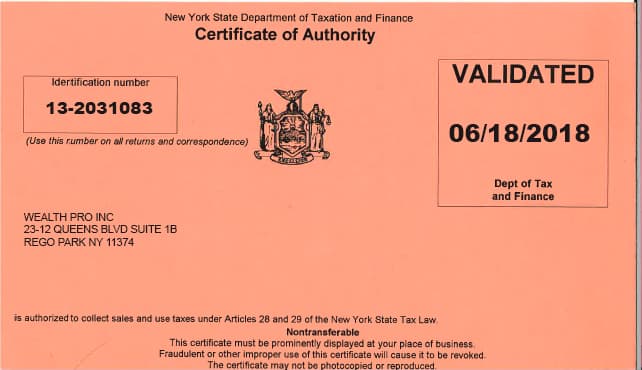 New York State Department of Taxation and Finance
Certificate of Authority
Identification number
13-2031083
(Use this number on all returns and correspondence)
VALIDATED
06/18/2018
Dept of Tax
and Finance
EXCELSIOR
WEALTH PRO INC
23-12 QUEENS BLVD SUITE 1B
REGO PARK NY 11374
is authorized to collect sales and use taxes under Articles 28 and 29 of the New York State Tax Law.
Nontransferable
This certificate must be prominently displayed at your place of business.
Fraudulent or other improper use of this certificate will cause it to be revoked.
The certificate may not be photocopied or reproduced.